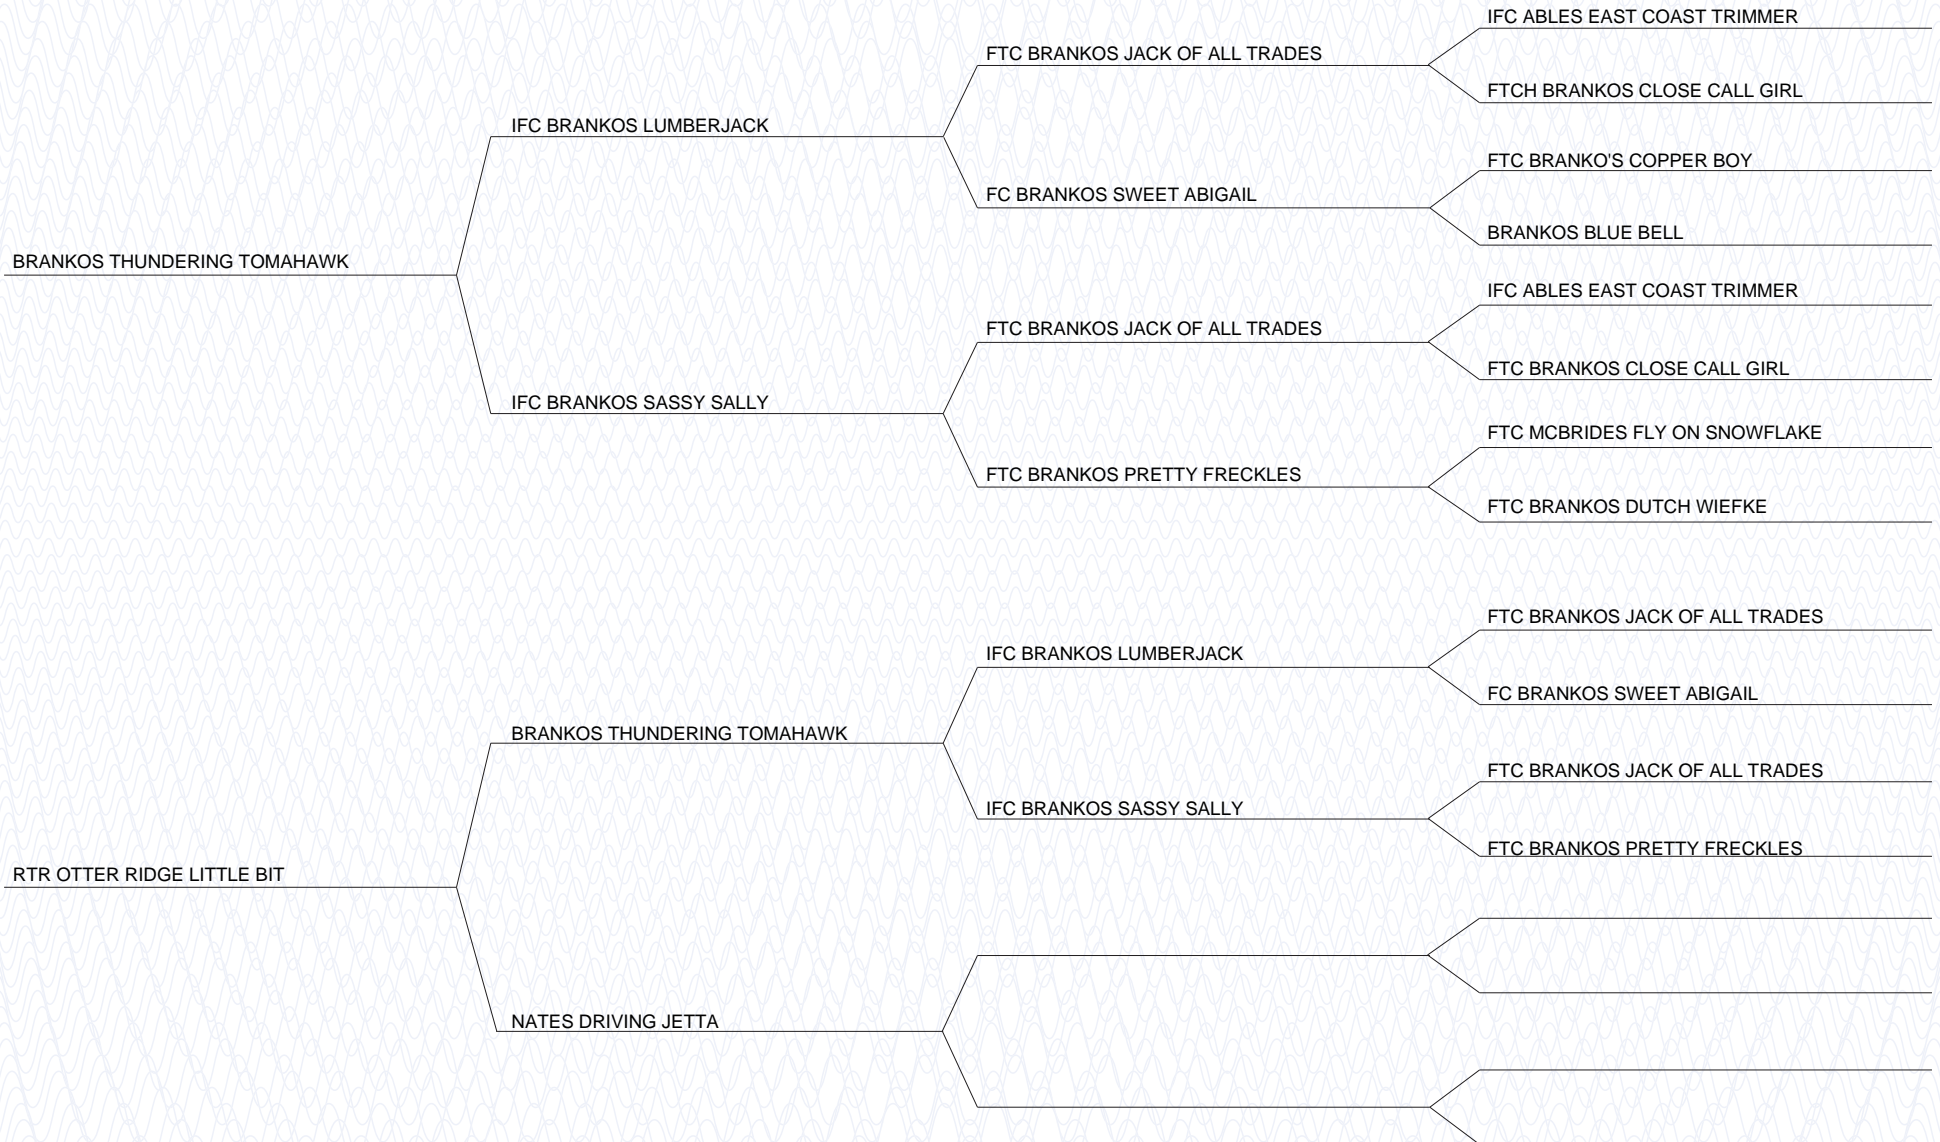 IFC ABLES EAST COAST TRIMMER
FTC BRANKOS JACK OF ALL TRADES
FTCH BRANKOS CLOSE CALL GIRL
IFC BRANKOS LUMBERJACK
FTC BRANKO'S COPPER BOY
FC BRANKOS SWEET ABIGAIL
BRANKOS BLUE BELL
BRANKOS THUNDERING TOMAHAWK
IFC ABLES EAST COAST TRIMMER
FTC BRANKOS JACK OF ALL TRADES
FTC BRANKOS CLOSE CALL GIRL
IFC BRANKOS SASSY SALLY
FTC MCBRIDES FLY ON SNOWFLAKE
FTC BRANKOS PRETTY FRECKLES
FTC BRANKOS DUTCH WIEFKE
FTC BRANKOS JACK OF ALL TRADES
IFC BRANKOS LUMBERJACK
FC BRANKOS SWEET ABIGAIL
BRANKOS THUNDERING TOMAHAWK
FTC BRANKOS JACK OF ALL TRADES
IFC BRANKOS SASSY SALLY
FTC BRANKOS PRETTY FRECKLES
RTR OTTER RIDGE LITTLE BIT
NATES DRIVING JETTA